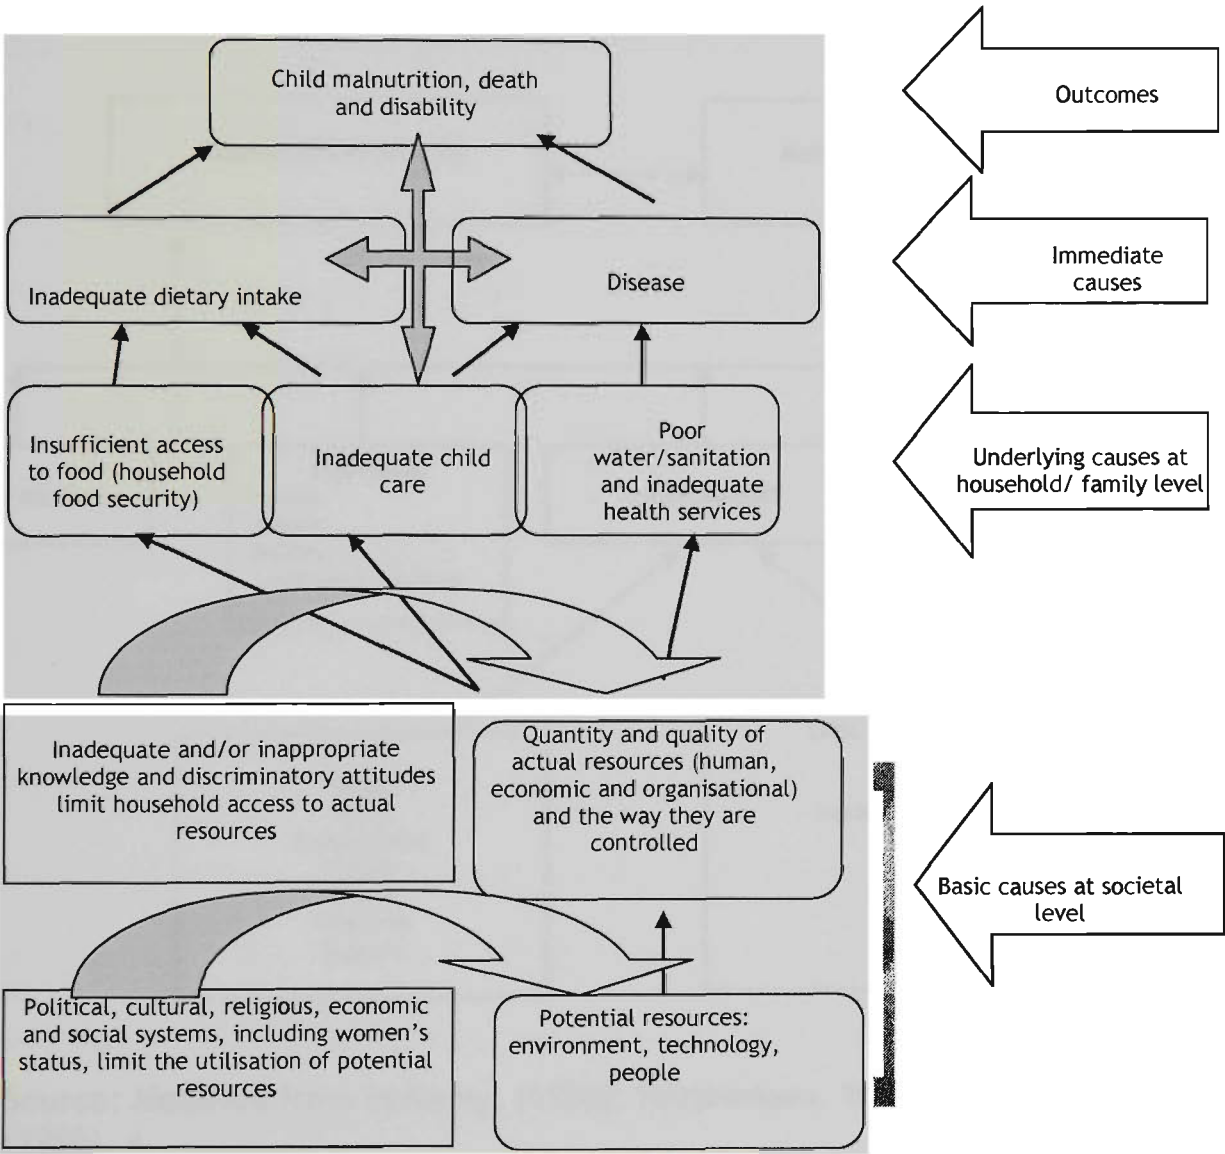 Child malnutrition, death
and disability
Outcomes
Inadequate dietary intake
Disease
Immediate
causes
Insufficient access
to food (household
food security)
Inadequate child
care
Poor
water/sanitation
and inadequate
health services
Underlying causes at
household/ family level
Inadequate and/or inappropriate
knowledge and discriminatory attitudes
limit household access to actual
resources
Quantity and quality of
actual resources (human,
economic and organisational)
and the way they are
controlled
Basic causes at societal
level
Political, cultural, religious, economic
and social systems, including women's
status, limit the utilisation of potential
resources
Potential resources:
environment, technology,
people